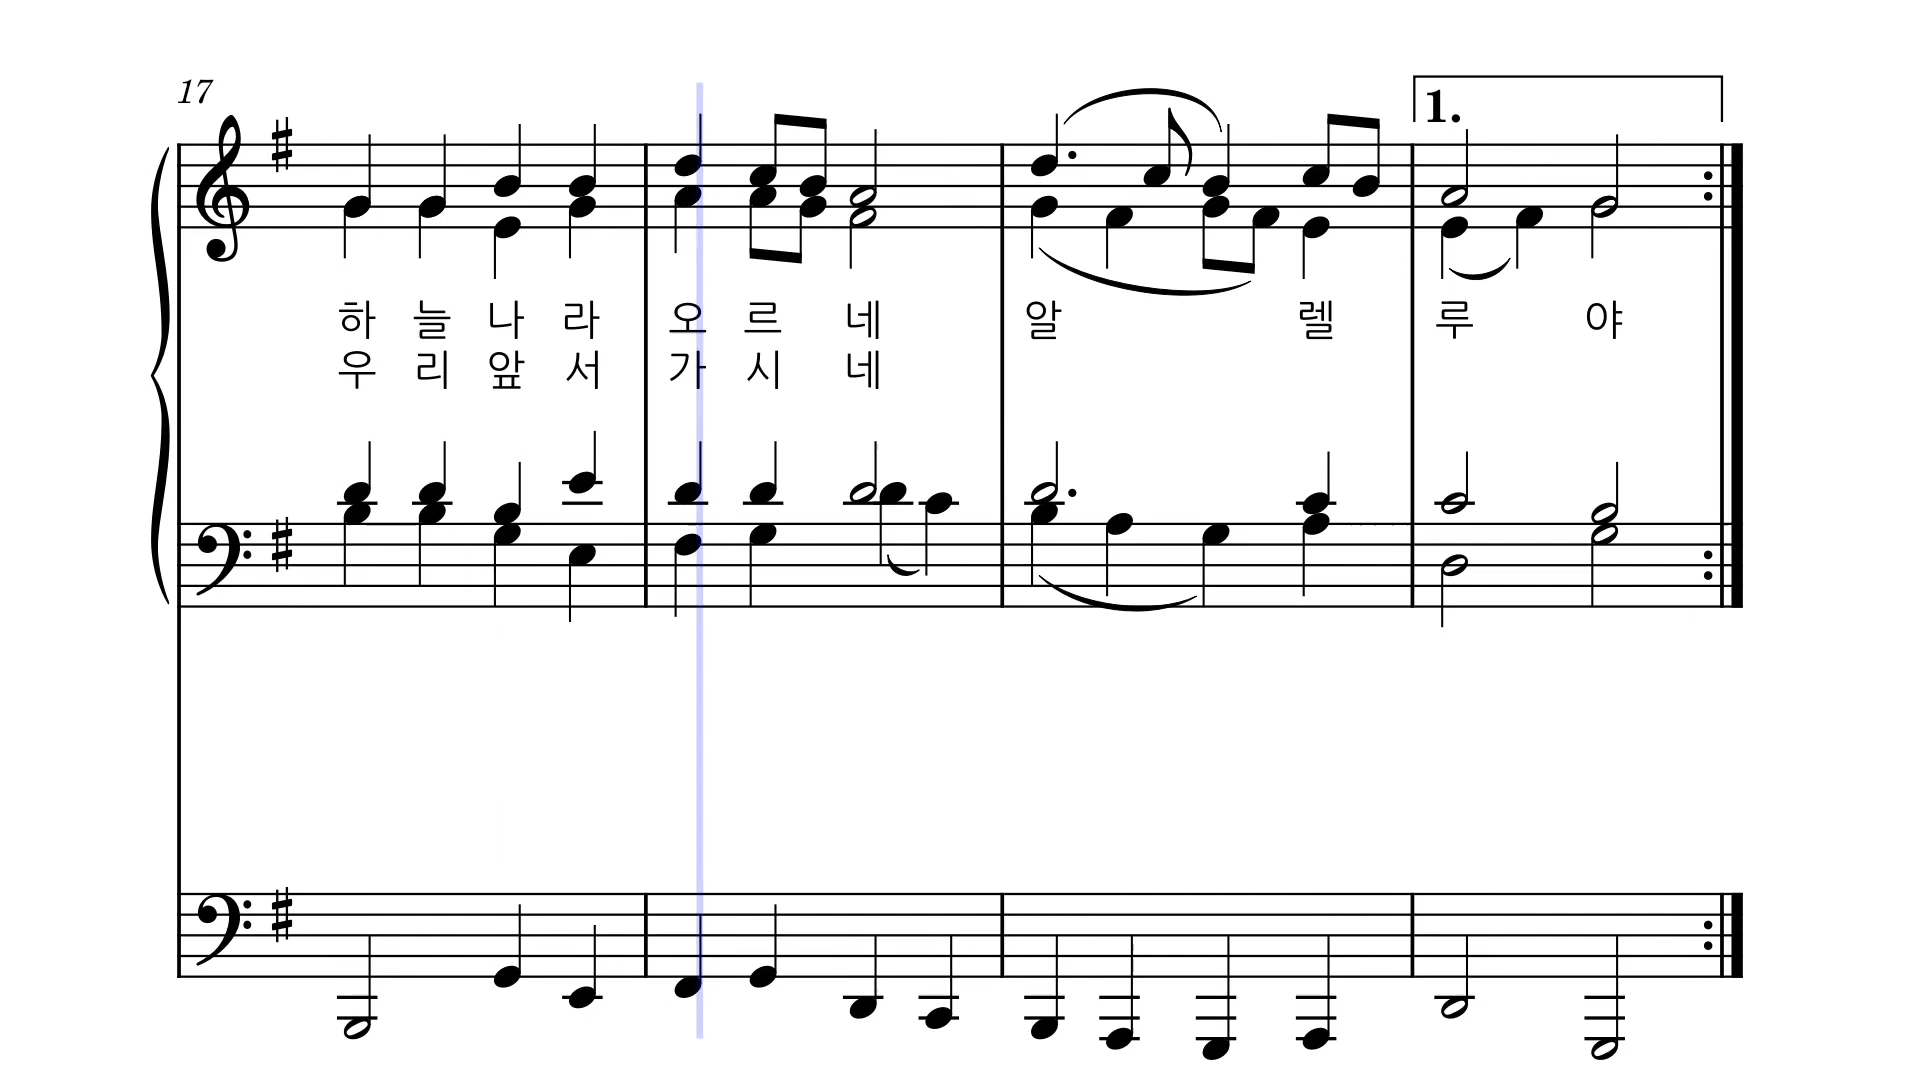 17
1.
하 늘 나 라 오 르 네 알 렐 루 야
우 리 앞 서 가 시 네